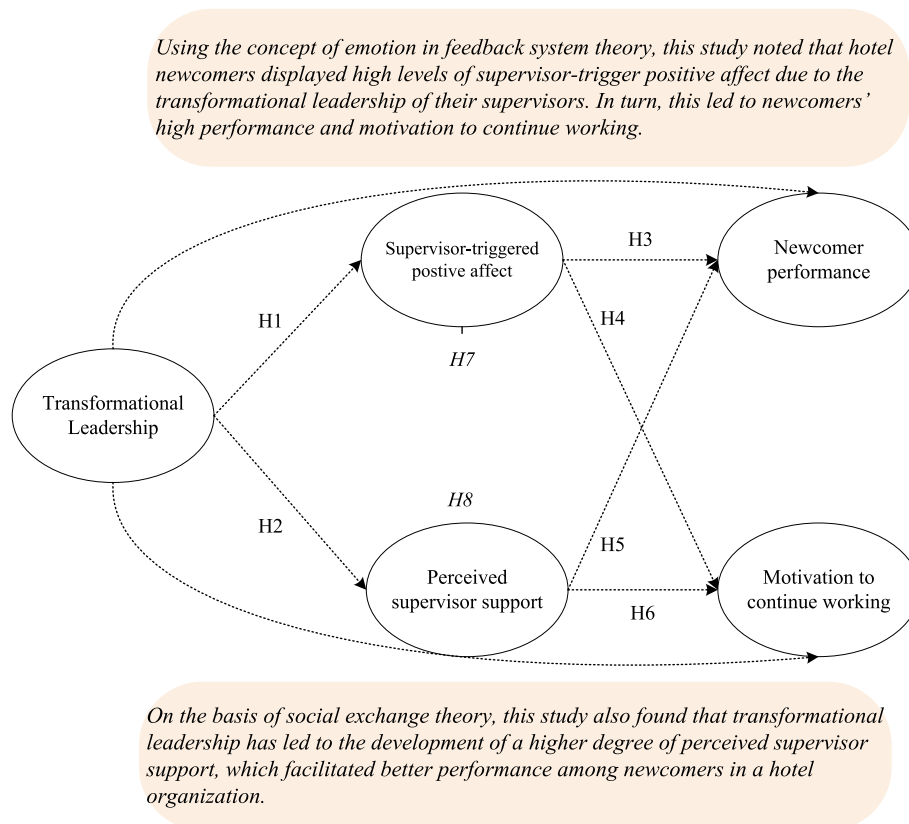 Using the concept of emotion in feedback system theory, this study noted that hotel
newcomers displayed high levels of supervisor-trigger positive affect due to the
transformational leadership of their supervisors. In turn, this led to newcomers’
high performance and motivation to continue working.
Supervisor-triggered
postive affect
H3
Newcomer
performance
H1
H4
H7
Transformational
Leadership
H8
H2
H5
Perceived
supervisor support
Motivation to
continue working
H6
On the basis of social exchange theory, this study also found that transformational
leadership has led to the development of a higher degree of perceived supervisor
support, which facilitated better performance among newcomers in a hotel
organization.